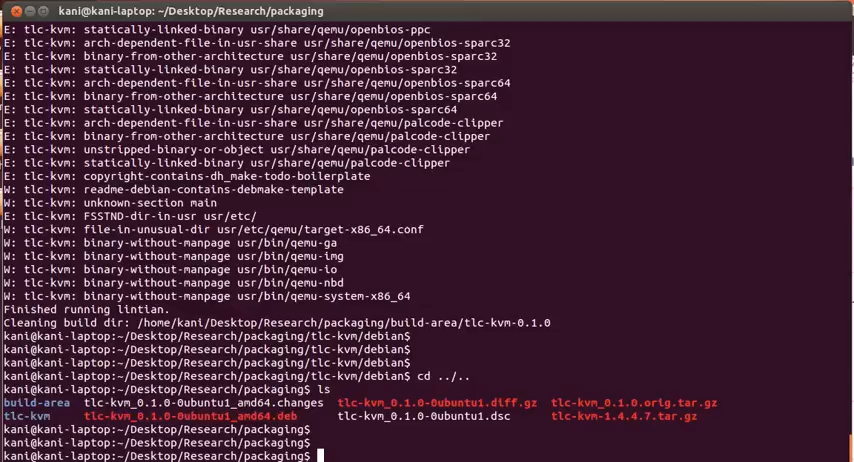 kani@kani-laptop: ~/Desktop/Research/packaging
E: tlc-kvm: statically-linked-binary usr/share/qemu/openbios-ppc
E: tlc-kvm: arch-dependent-file-in-usr-share usr/share/qemu/openbios-sparc32
E: tlc-kvm: binary-from-other-architecture usr/share/qemu/openbios-sparc32
E: tlc-kvm: statically-linked-binary usr/share/qemu/openbios-sparc32
E: tlc-kvm: arch-dependent-file-in-usr-share usr/share/qemu/openbios-sparc64
E: tlc-kvm: binary-from-other-architecture usr/share/qemu/openbios-sparc64
E: tlc-kvm: statically-linked-binary usr/share/qemu/openbios-sparc64
E: tlc-kvm: arch-dependent-file-in-usr-share usr/share/qemu/palcode-clipper
E: tlc-kvm: binary-from-other-architecture usr/share/qemu/palcode-clipper
E: tlc-kvm: unstripped-binary-or-object usr/share/qemu/palcode-clipper
E: tlc-kvm: statically-linked-binary usr/share/qemu/palcode-clipper
E: tlc-kvm: copyright-contains-dh_make-todo-boilerplate
W: tlc-kvm: readme-debian-contains-debmake-template
W: tlc-kvm: unknown-section main
E: tlc-kvm: FSSTND-dir-in-usr usr/etc/
W: tlc-kvm: file-in-unusual-dir usr/etc/qemu/target-x86_64.conf
W: tlc-kvm: binary-without-manpage usr/bin/qemu-ga
W: tlc-kvm: binary-without-manpage usr/bin/qemu-img
W: tlc-kvm: binary-without-manpage usr/bin/qemu-io
W: tlc-kvm: binary-without-manpage usr/bin/qemu-nbd
W: tlc-kvm: binary-without-manpage usr/bin/qemu-system-x86_64
Finished running lintian.
Cleaning build dir: /home/kani/Desktop/Research/packaging/build-area/tlc-kvm-0.1.0
kani@kani-laptop:~/Desktop/Research/packaging/tlc-kvm/debian$
kani@kani-laptop:~/Desktop/Research/packaging/tlc-kvm/debian$
kani@kani-laptop:~/Desktop/Research/packaging/tlc-kvm/debian$
kani@kani-laptop:~/Desktop/Research/packaging/tlc-kvm/debian$ cd ../..
kani@kani-laptop:~/Desktop/Research/packaging$ ls
build-area tlc-kvm_0.1.0-0ubuntu1_amd64.changes tlc-kvm_0.1.0-0ubuntu1.diff.gz tlc-kvm_0.1.0.orig.tar.gz
tlc-kvm tlc-kvm_0.1.0-0ubuntu1_amd64.deb tlc-kvm_0.1.0-0ubuntu1.dsc tlc-kvm-1.4.4.7.tar.gz
kani@kani-laptop:~/Desktop/Research/packaging$
kani@kani-laptop:~/Desktop/Research/packaging$
kani@kani-laptop:~/Desktop/Research/packaging$